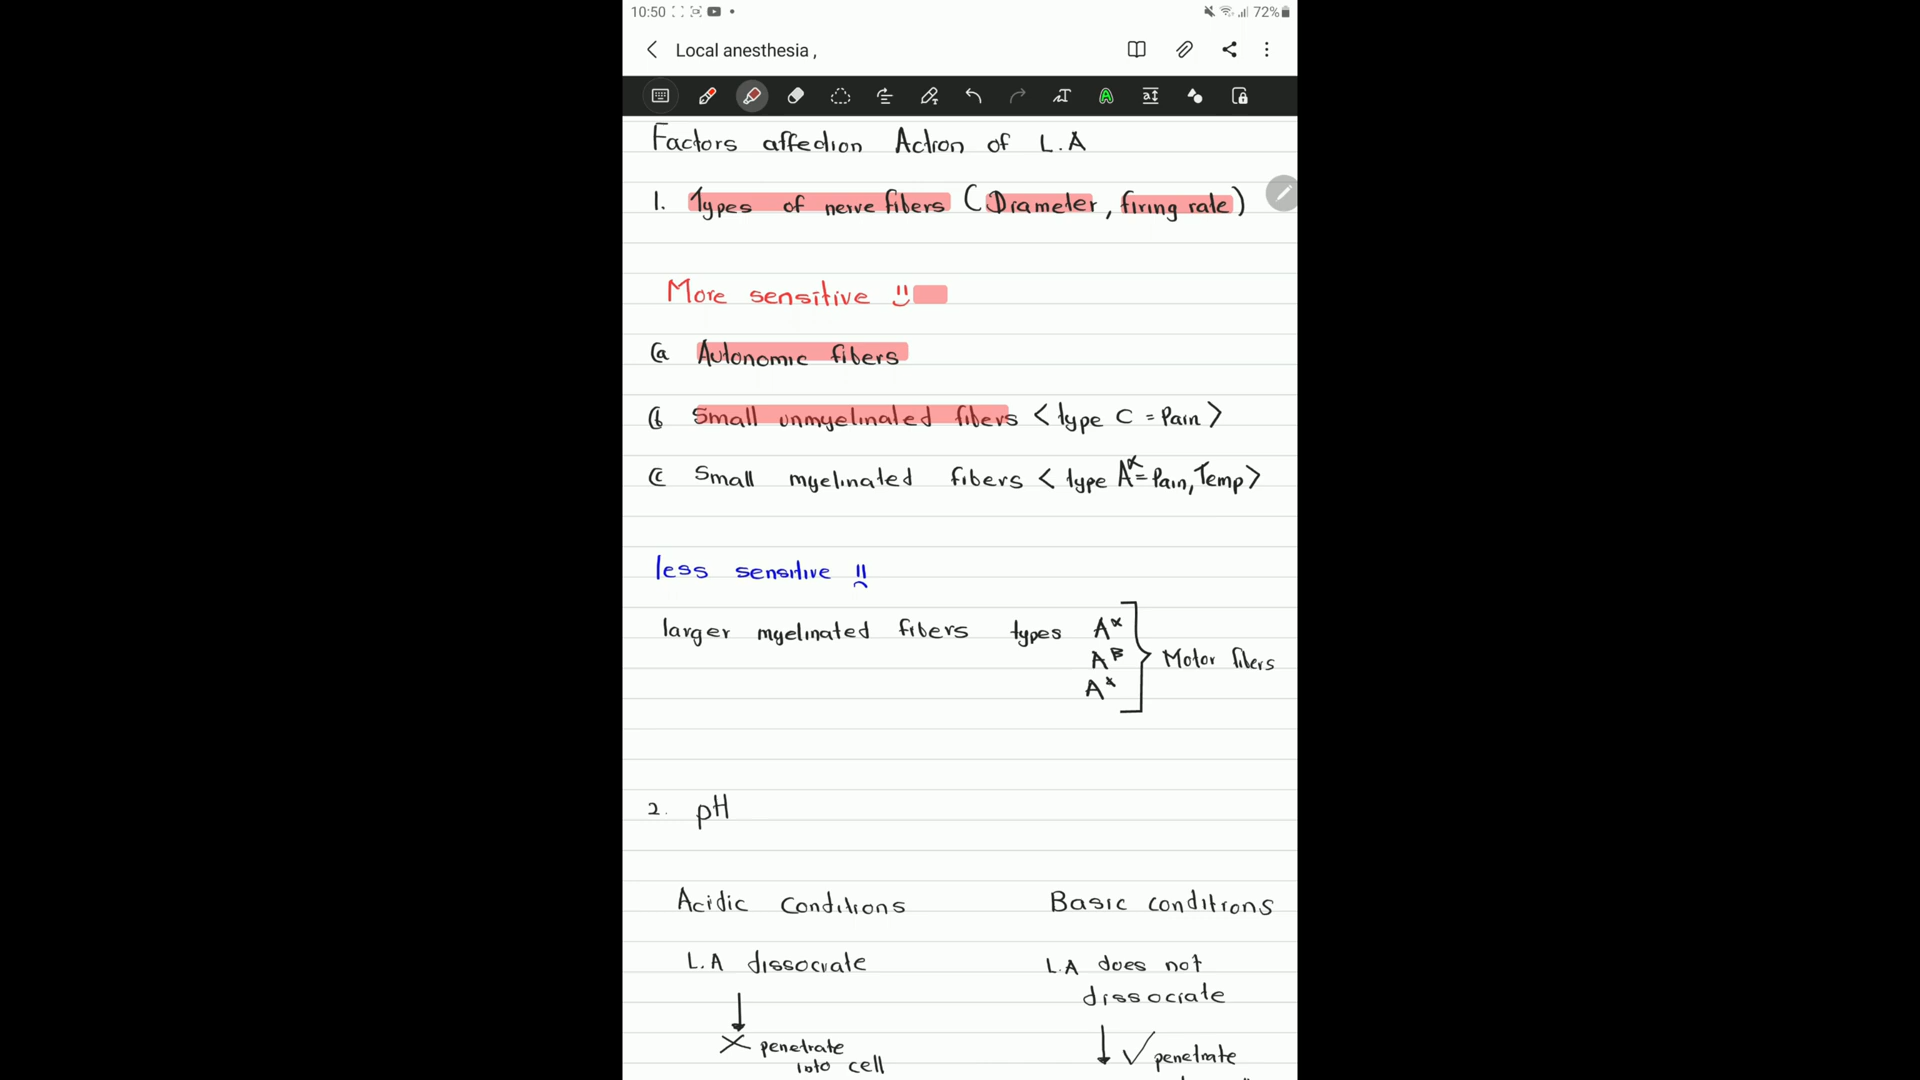 10:50
72%
Local anesthesia ,
Factors affection Action of L.A
1. Types of nerve fibers (Diameter, firing rate)
More sensitive
(a Autonomic fibers
(b Small unmyelinated fibers <type C = Pain>
(c Small myelinated fibers < type A = Pain, Temp>
less sensitive
larger myelinated fibers types Aα
Aβ
A
Motor fibers
2. pH
Acidic Conditions Basic conditions
L.A dissociate L.A does not
dissociate
↓ ↓ ✓ penetrate
X penetrate
into cell